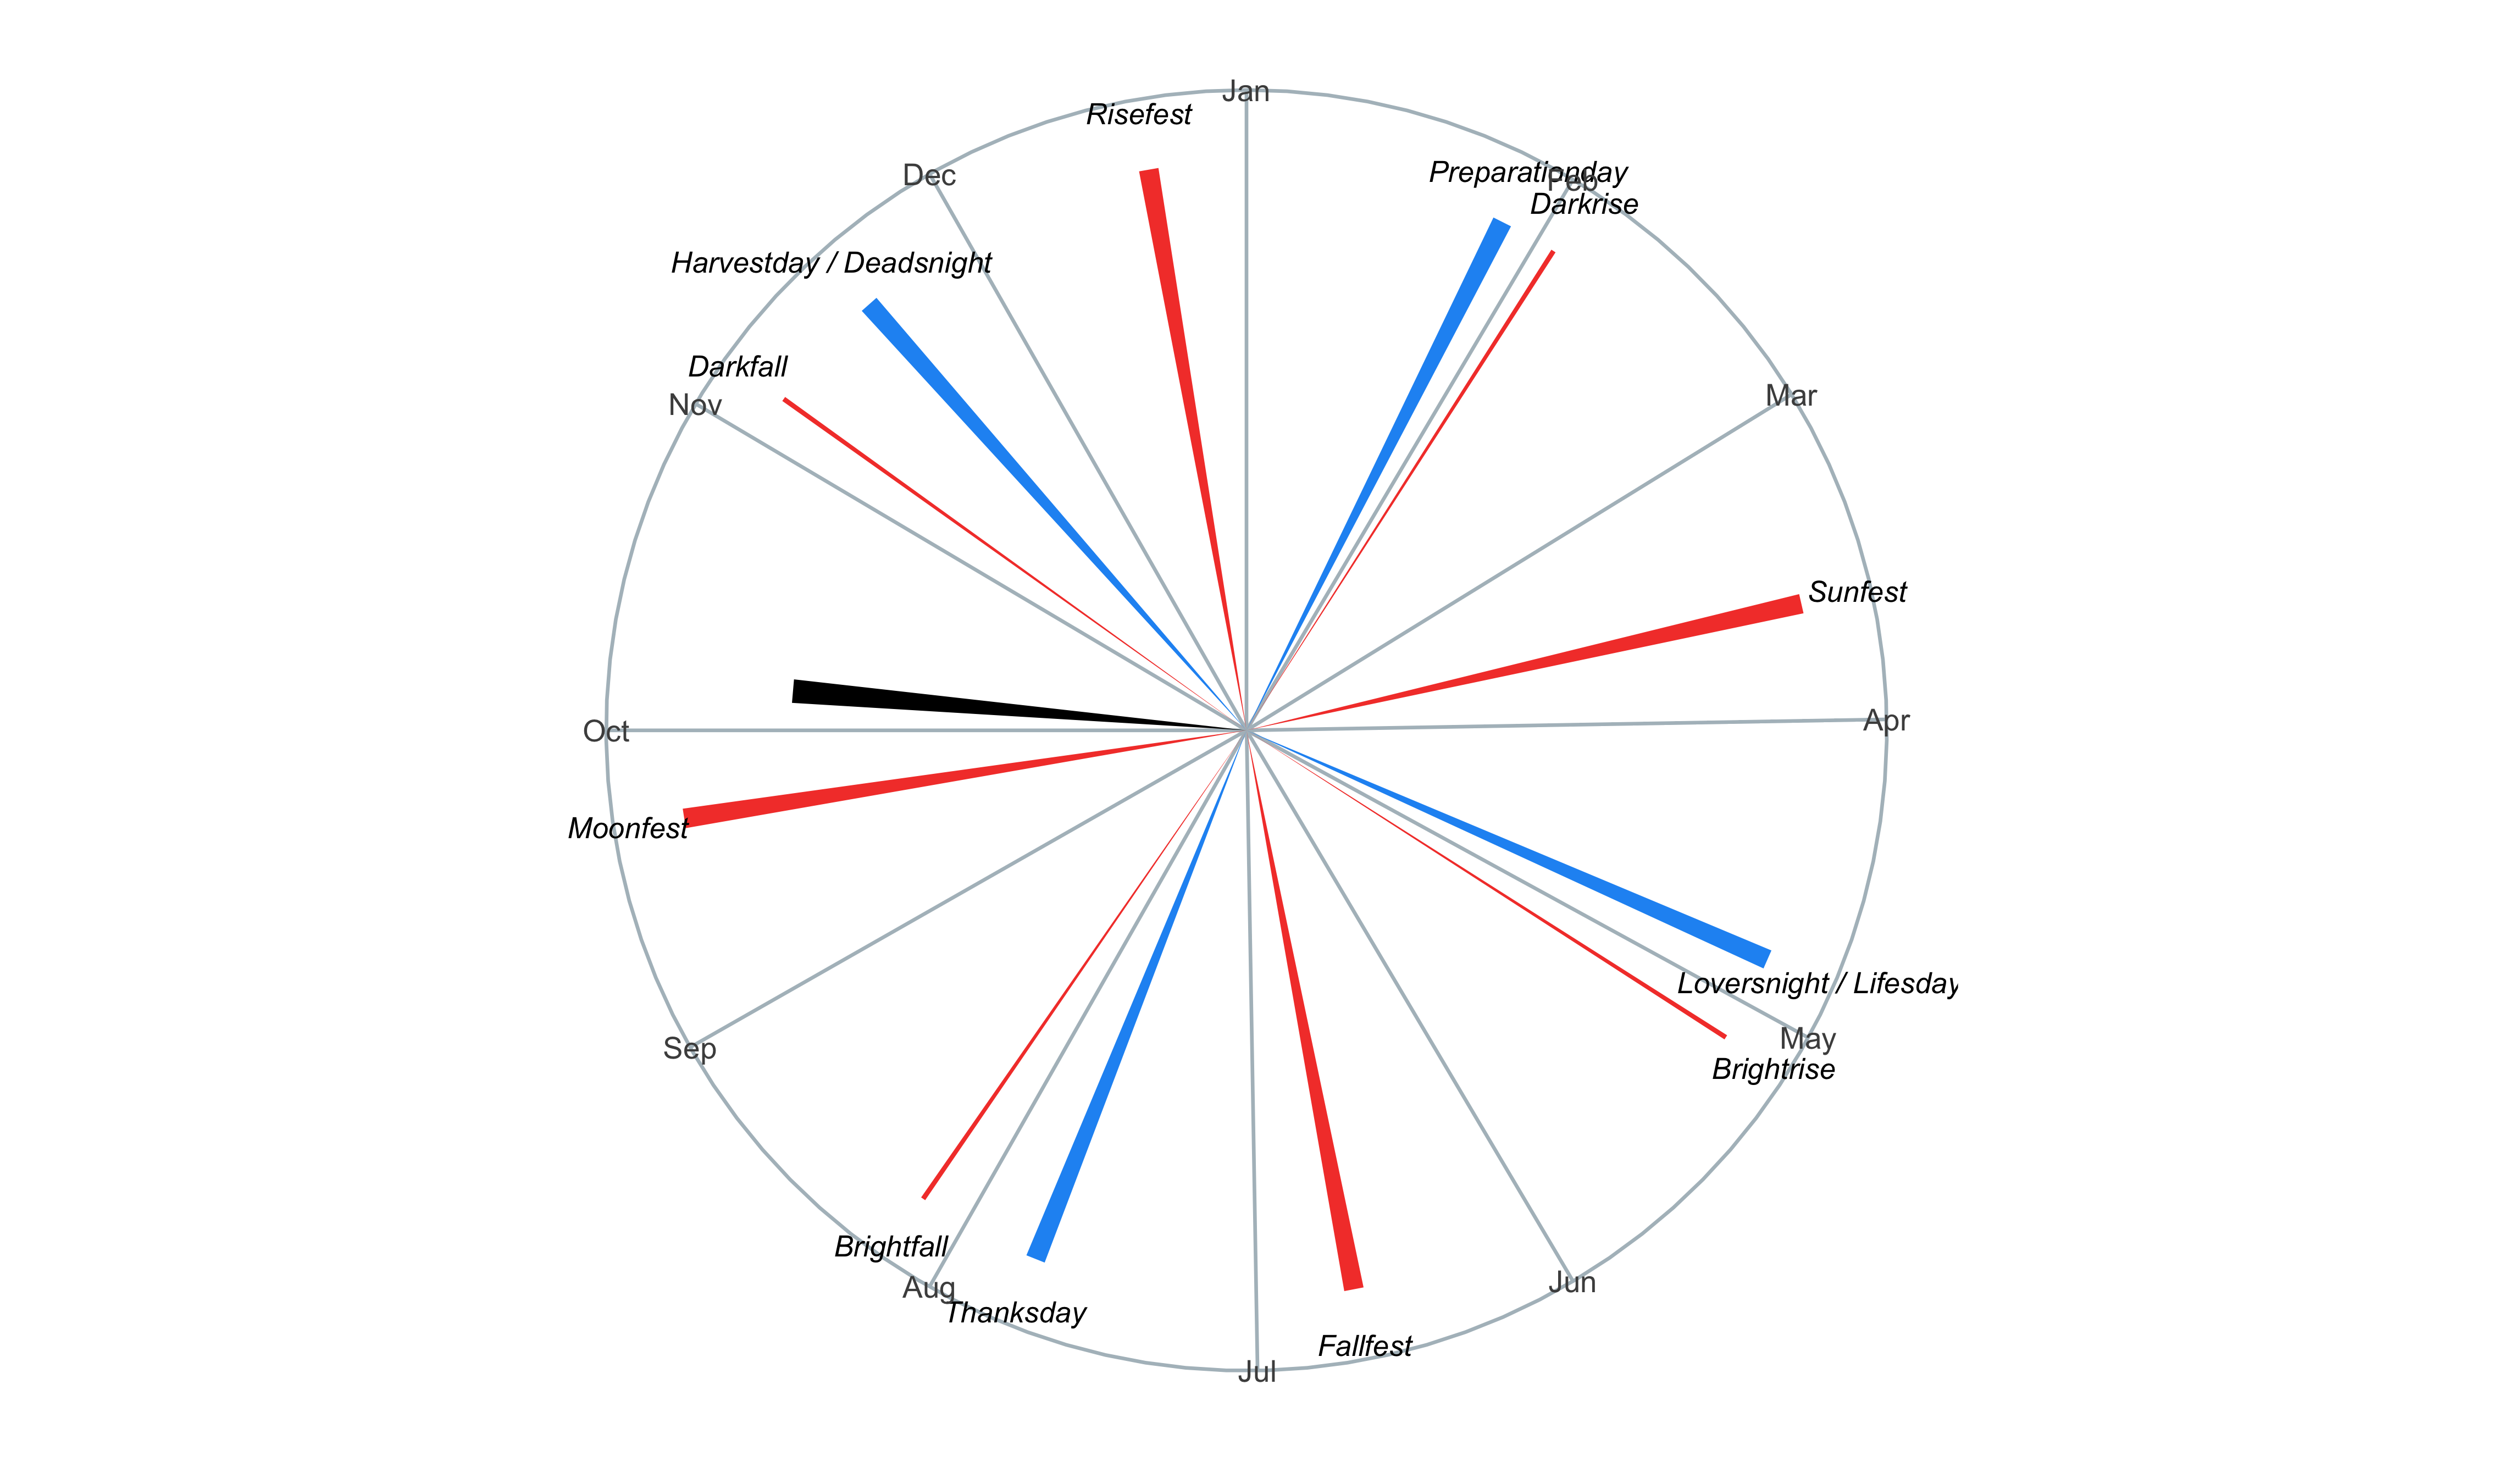 Jan
Risefest
Preparationday
Feb
Dec
Darkrise
Harvestday / Deadsnight
Darkfall
Mar
Nov
Sunfest
Apr
Oct
Moonfest
Loversnight / Lifesday
May
Sep
Brightrise
Brightfall
Jun
Aug
Thanksday
Fallfest
Jul